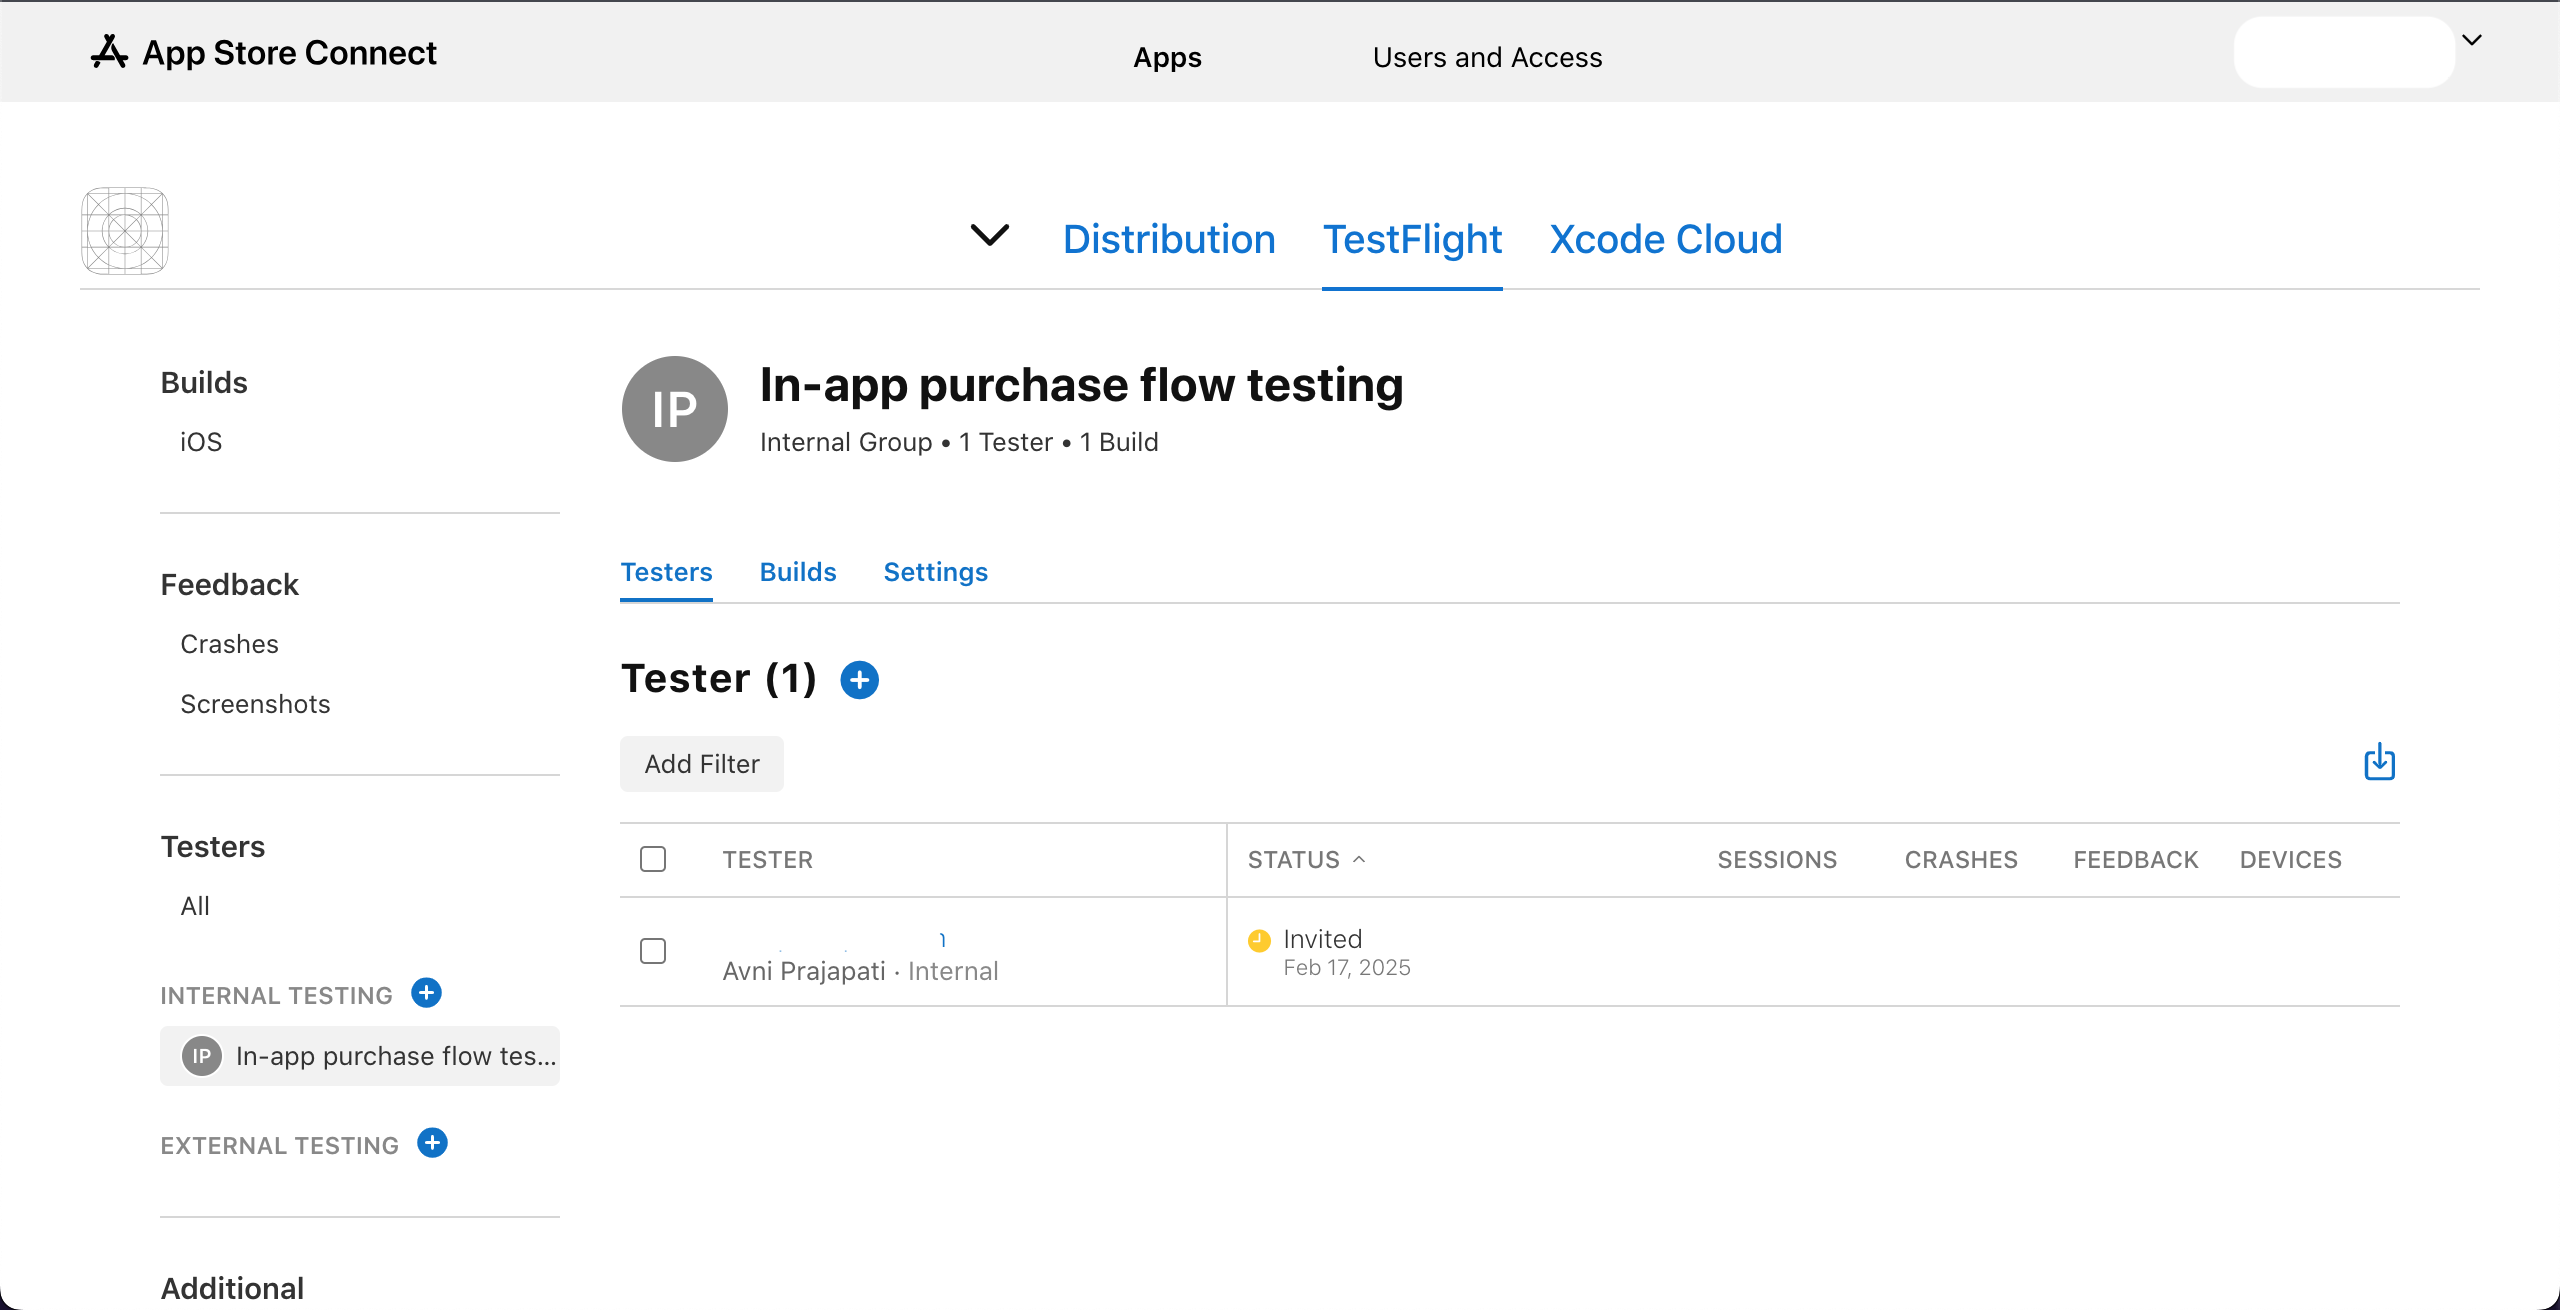 App Store Connect
Apps
Users and Access
Distribution
TestFlight
Xcode Cloud
Builds
iOS
Feedback
Crashes
Screenshots
Testers
All
INTERNAL TESTING
IP In-app purchase flow tes...
EXTERNAL TESTING
Additional
IP
In-app purchase flow testing
Internal Group • 1 Tester • 1 Build
Testers Builds Settings
Tester (1)
Add Filter
TESTER STATUS SESSIONS CRASHES FEEDBACK DEVICES
Avni Prajapati · Internal
Invited
Feb 17, 2025